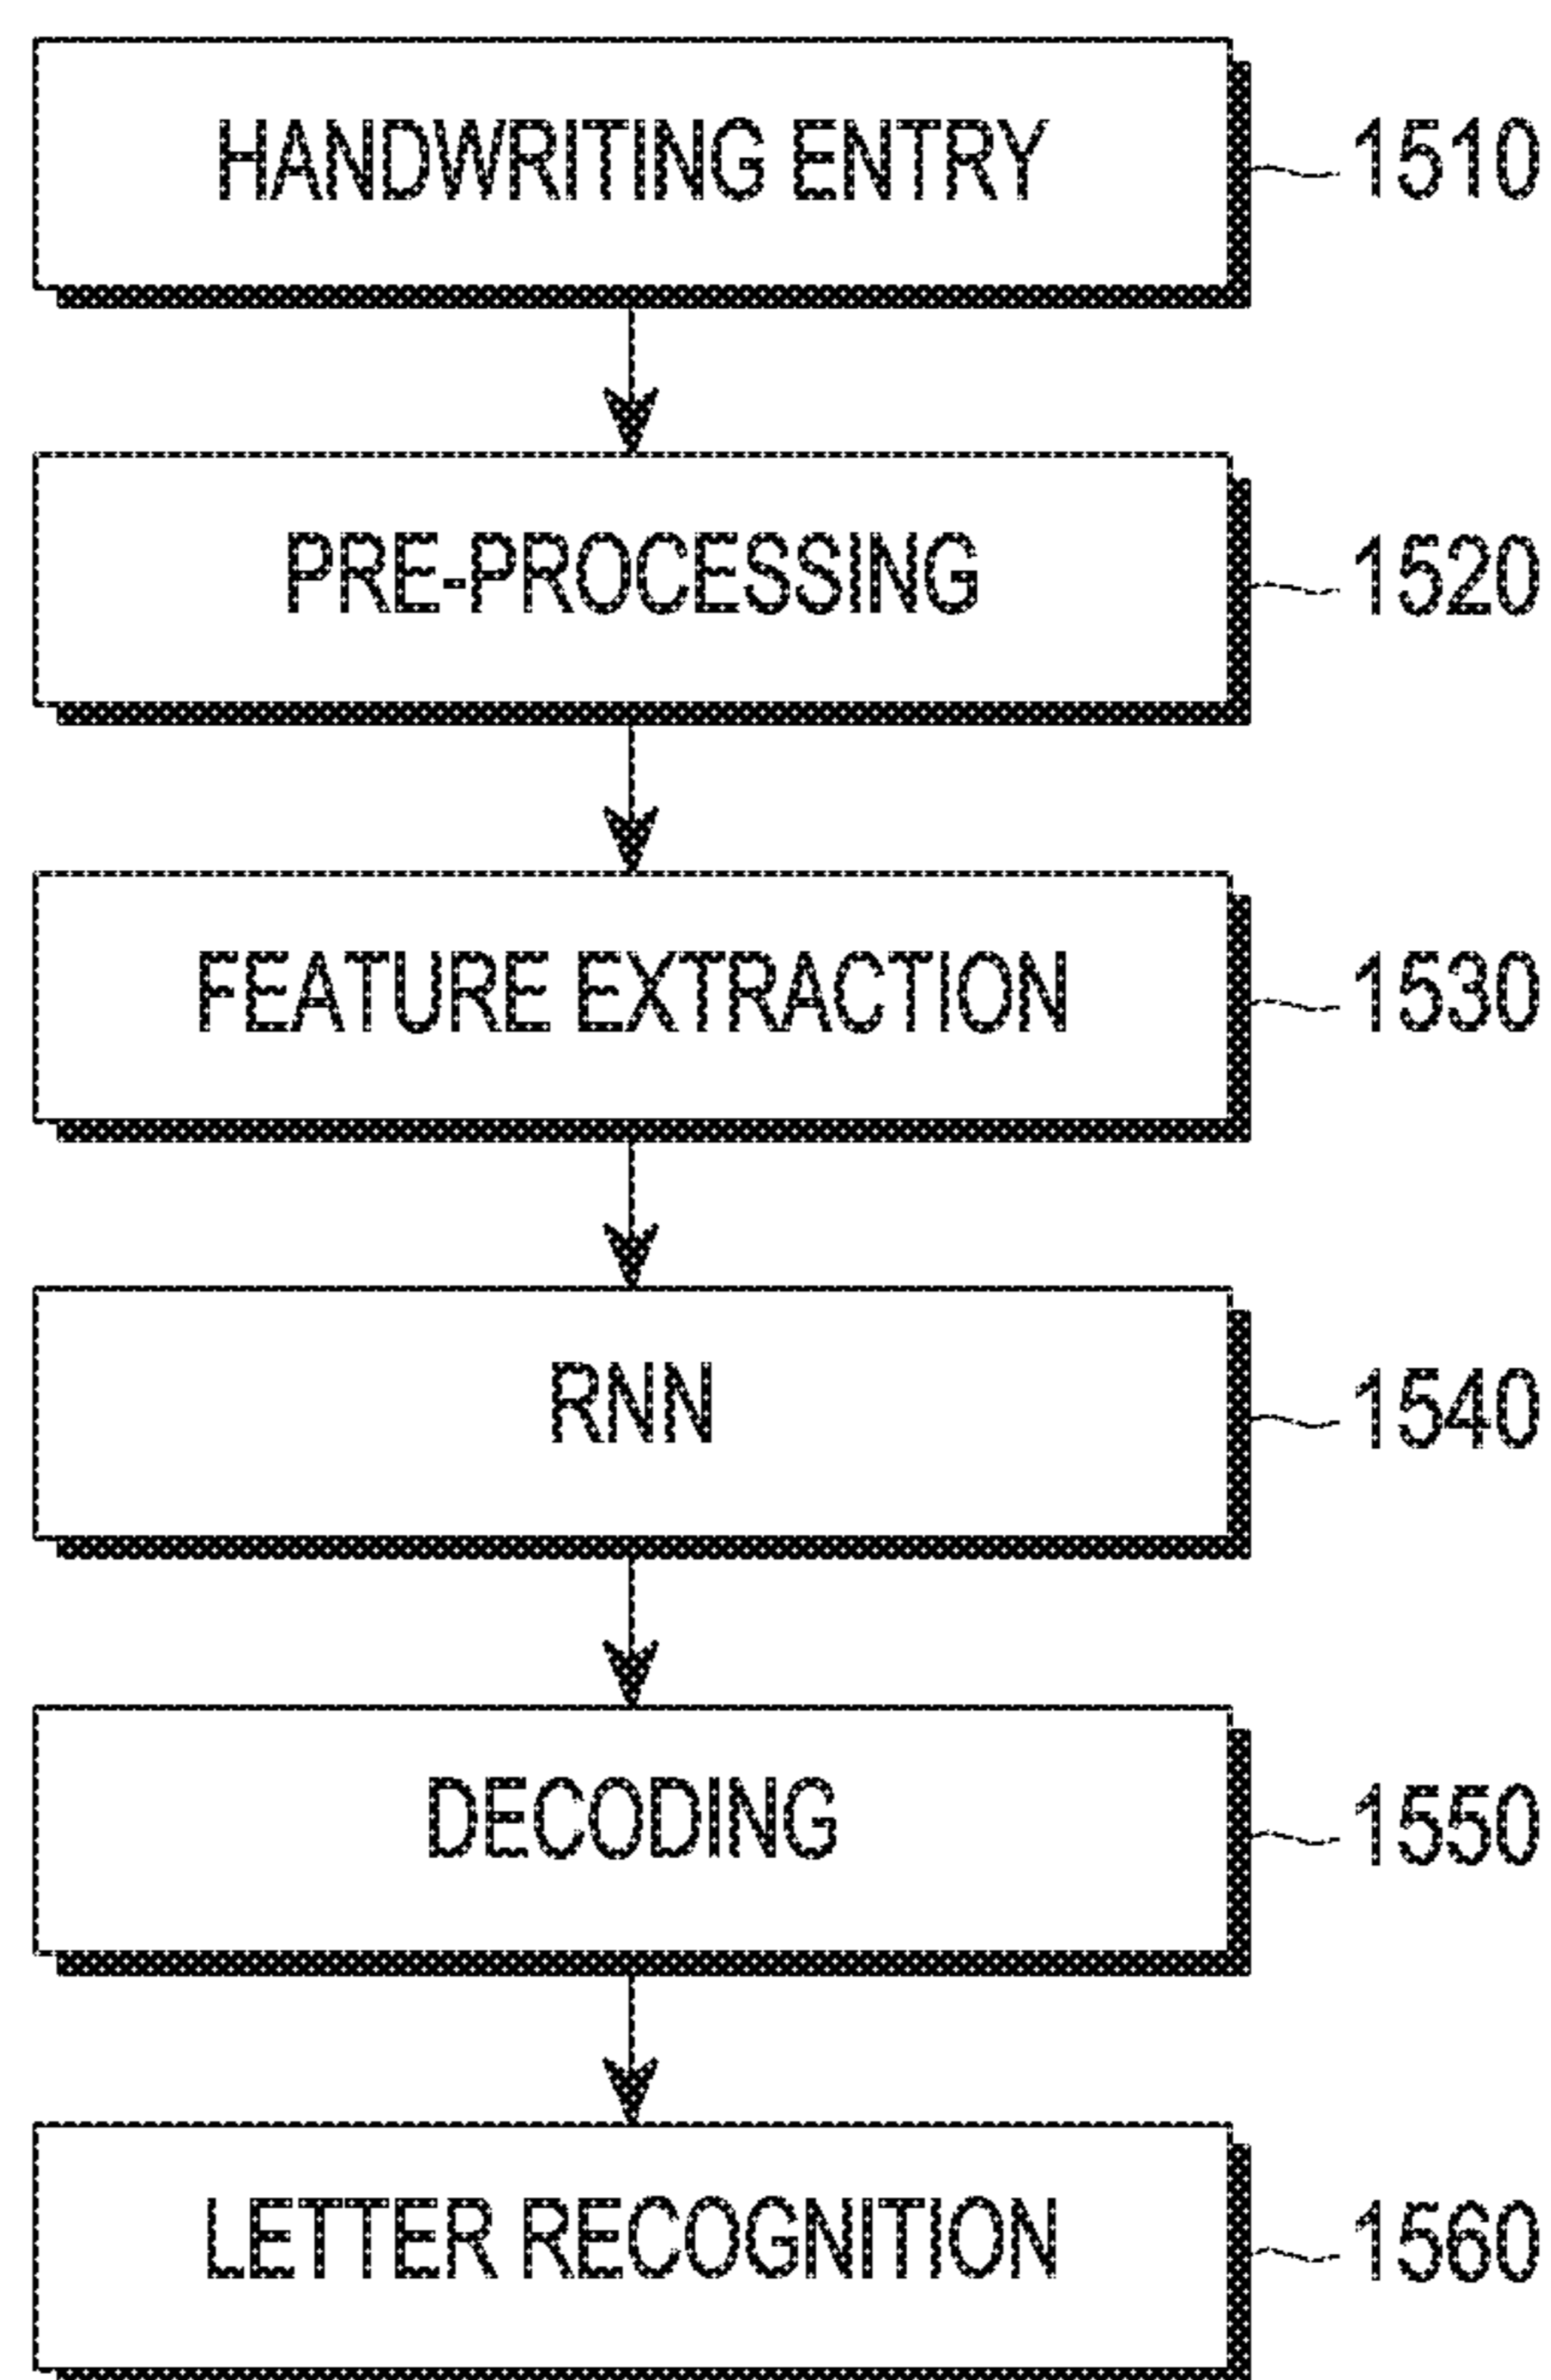 HANDWRITING ENTRY 1510
PRE-PROCESSING 1520
FEATURE EXTRACTION 1530
RNN 1540
DECODING 1550
LETTER RECOGNITION 1560